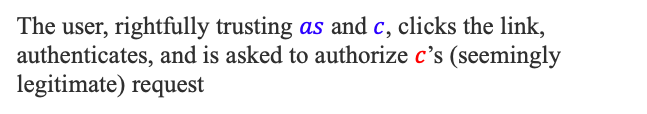 The user, rightfully trusting as and c, clicks the link,
authenticates, and is asked to authorize c’s (seemingly
legitimate) request